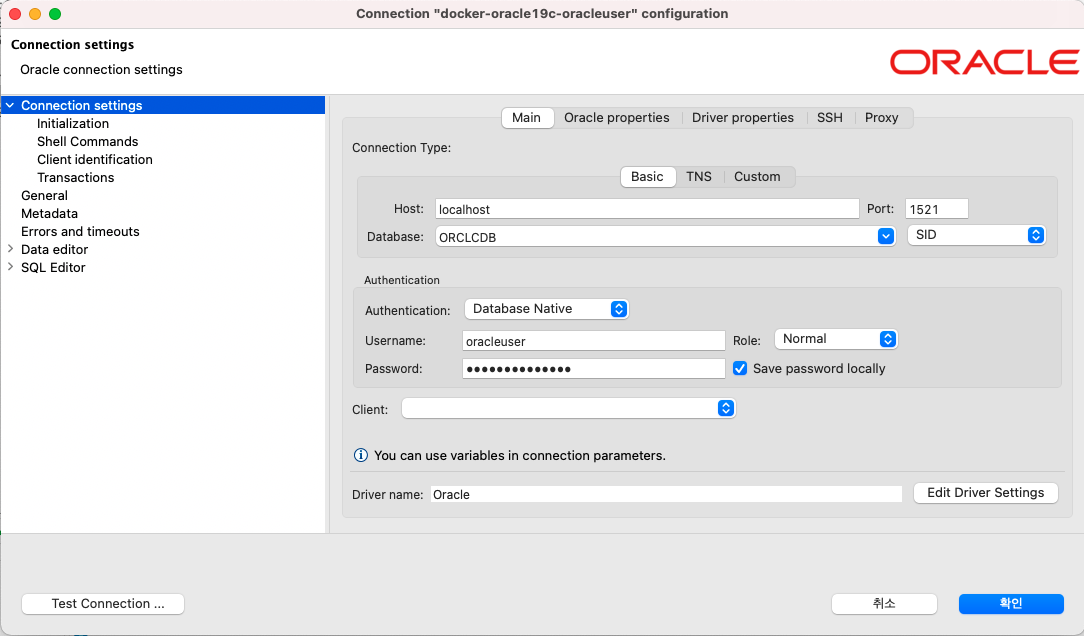 Connection "docker-oracle19c-oracleuser" configuration
Connection settings
Oracle connection settings
ORACLE
Connection settings
Initialization
Shell Commands
Client identification
Transactions
General
Metadata
Errors and timeouts
Data editor
SQL Editor
Main Oracle properties Driver properties SSH Proxy
Connection Type:
Basic TNS Custom
Host: localhost Port: 1521
Database: ORCLCDB SID
Authentication
Authentication: Database Native
Username: oracleuser Role: Normal
Password: •••••••••••••• Save password locally
Client:
You can use variables in connection parameters.
Driver name: Oracle Edit Driver Settings
Test Connection ... 취소 확인